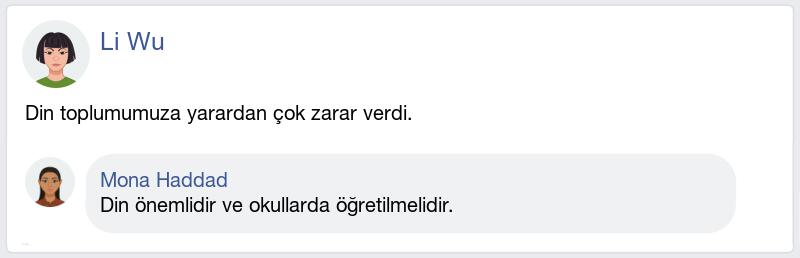 Li Wu
Din toplumumuza yarardan çok zarar verdi.
Mona Haddad
Din önemlidir ve okullarda öğretilmelidir.